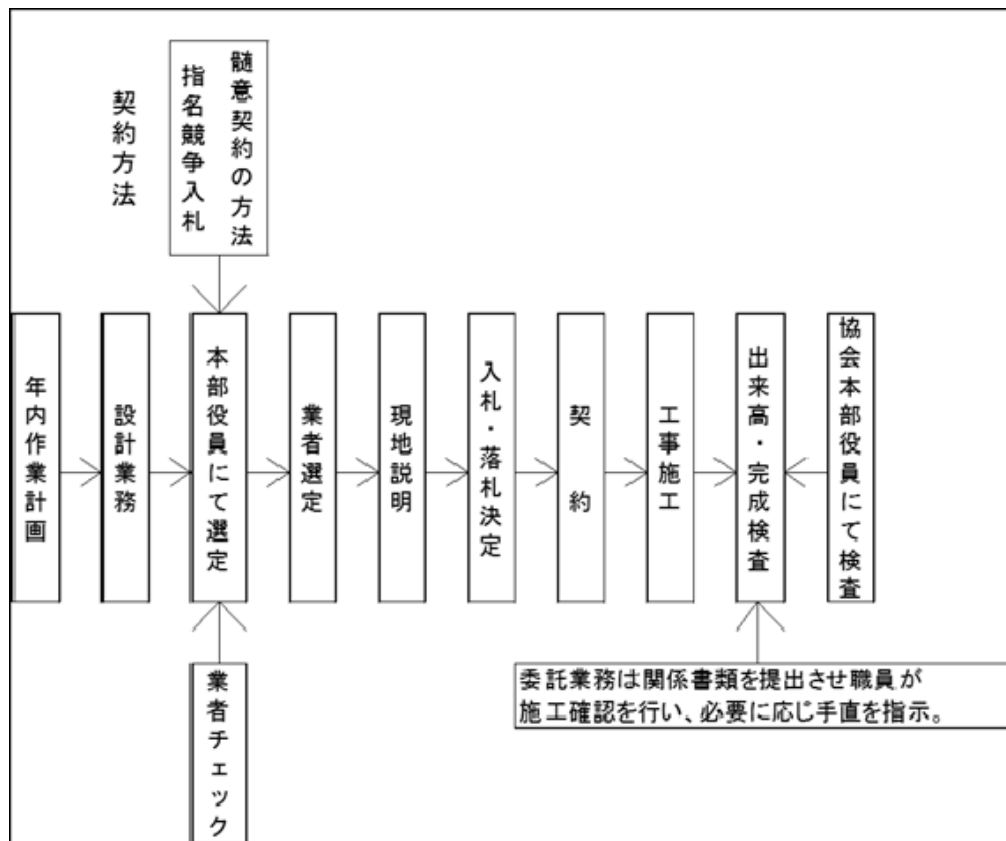 契約方法
髄意契約の方法
指名競争入札
年内作業計画
設計業務
本部役員にて選定
業者選定
現地説明
入札・落札決定
契約
工事施工
出来高・完成検査
協会本部役員にて検査
業者チェック
委託業務は関係書類を提出させ職員が
施工確認を行い、必要に応じ手直を指示。